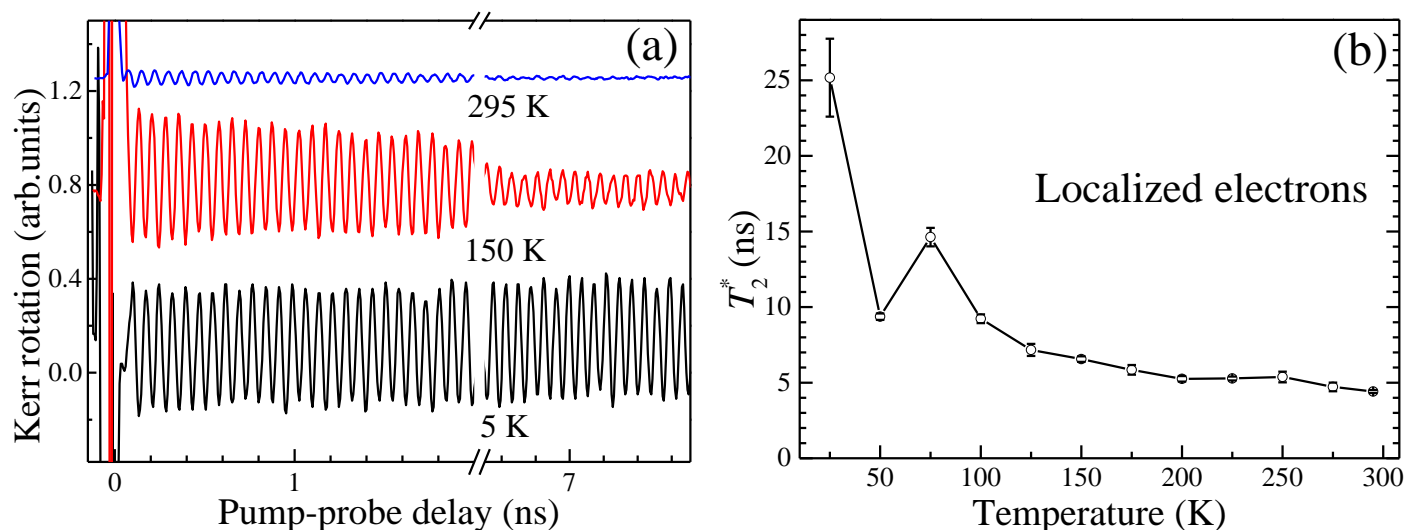 (a)
Kerr rotation (arb.units)
1.2
0.8
0.4
0.0
295 K
150 K
5 K
0
1
7
Pump-probe delay (ns)
(b)
T₂* (ns)
25
20
15
10
5
0
Localized electrons
50
100
150
200
250
300
Temperature (K)